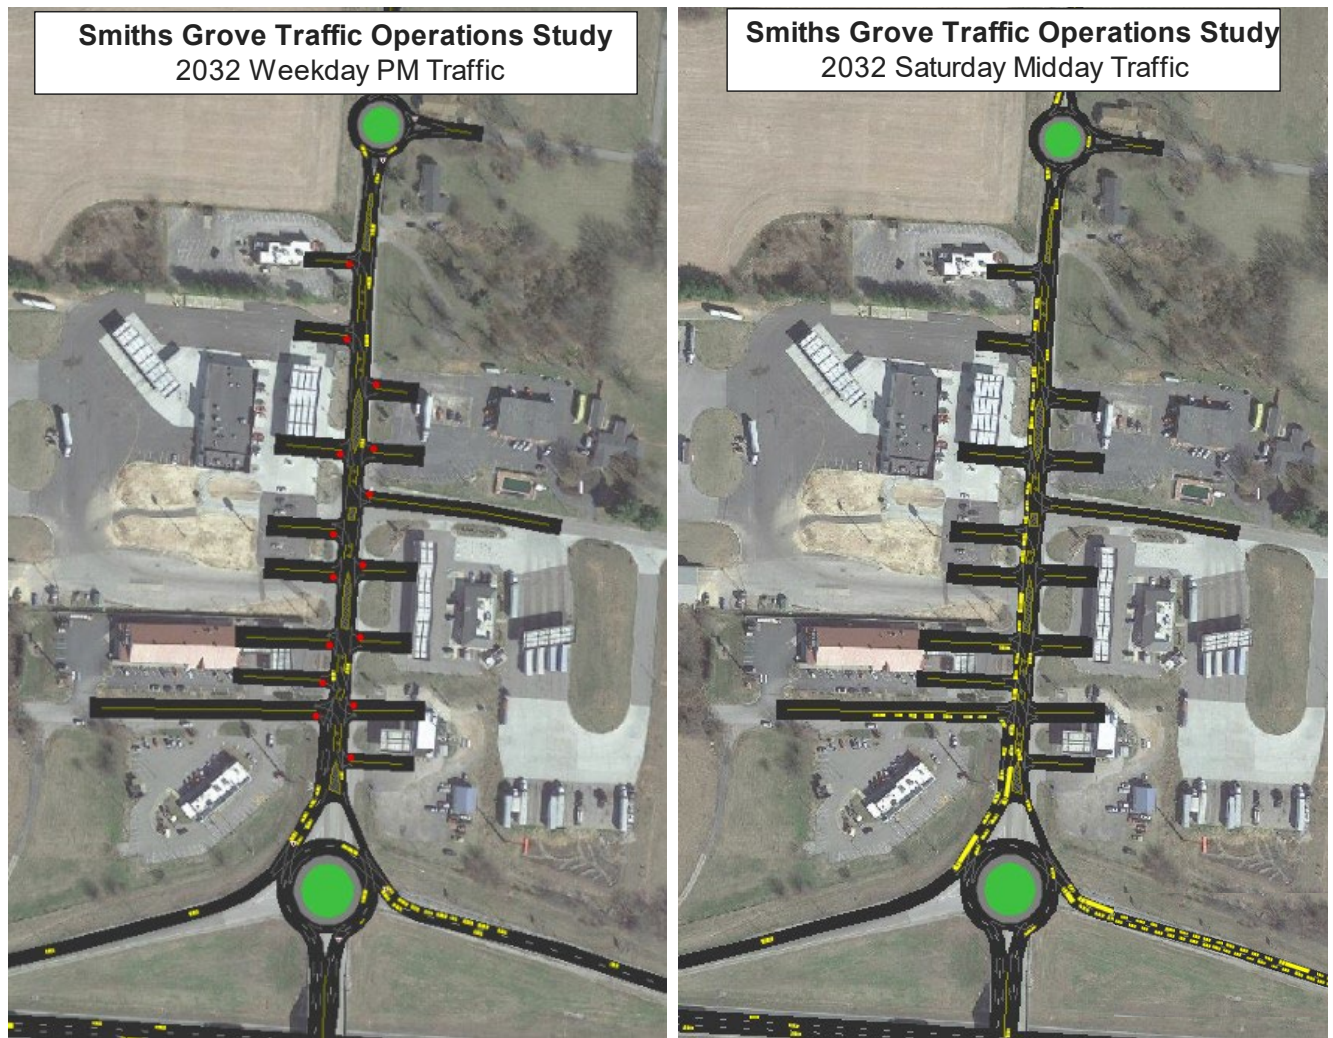 Smiths Grove Traffic Operations Study
2032 Weekday PM Traffic
Smiths Grove Traffic Operations Study
2032 Saturday Midday Traffic